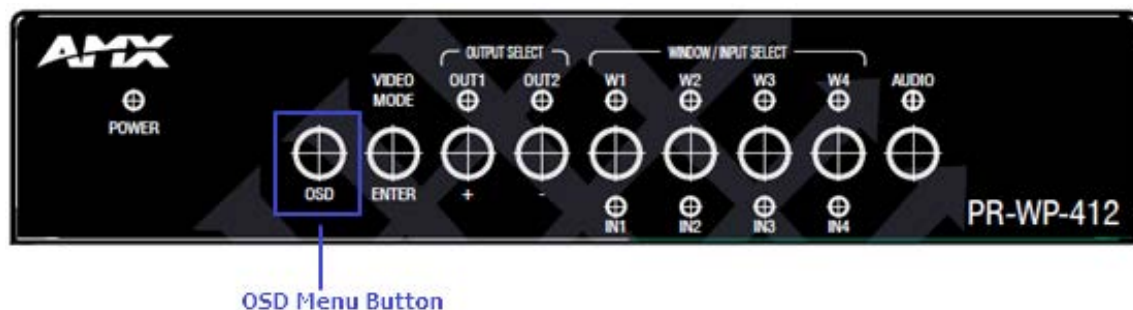 AMX
POWER
OSD
VIDEO
MODE
ENTER
OUTPUT SELECT
OUT1 OUT2
+ -
WINDOW / INPUT SELECT
W1 W2 W3 W4
IN1 IN2 IN3 IN4
AUDIO
PR-WP-412
OSD Menu Button